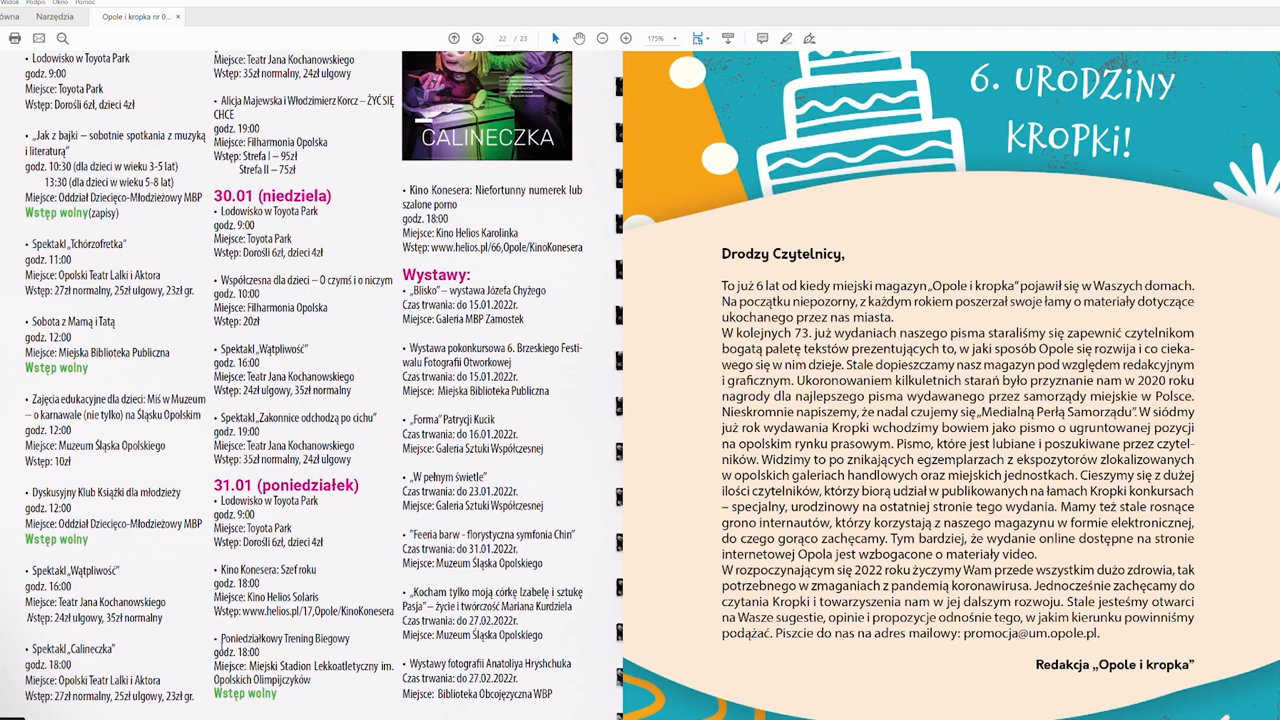 Widok Podpis Okno Pomoc
Narzędzia
Opole i kropka nr 0... ×
22 / 23
175%
• Lodowisko w Toyota Park
godz. 9:00
Miejce: Toyota Park
Wstęp: Dorośli 6zł, dzieci 4zł
• „Jak z bajki – sobotnie spotkania z muzyką
i literaturą”
godz. 10:30 (dla dzieci w wieku 3-5 lat)
13:30 (dla dzieci w wieku 5-8 lat)
Miejsce: Oddział Dziecięco-Młodzieżowy MBP
Wstęp wolny(zapisy)
• Spektakl „Tchórzofretka”
godz. 11:00
Miejsce: Opolski Teatr Lalki i Aktora
Wstęp: 27zł normalny, 25zł ulgowy, 23zł gr.
• Sobota z Mamą i Tatą
godz. 12:00
Miejsce: Miejska Biblioteka Publiczna
Wstęp wolny
• Zajęcia edukacyjne dla dzieci: Miś w Muzeum
– o karnawale (nie tylko) na Śląsku Opolskim
godz. 12:00
Miejsce: Muzeum Śląska Opolskiego
Wstęp: 10zł
• Dyskusyjny Klub Książki dla młodzieży
godz. 12:00
Miejsce: Oddział Dziecięco-Młodzieżowy MBP
Wstęp wolny
• Spektakl „Wątpliwość”
godz. 16:00
Miejsce: Teatr Jana Kochanowskiego
Wstęp: 24zł ulgowy, 35zł normalny
• Spektakl „Calineczka”
godz. 18:00
Miejsce: Opolski Teatr Lalki i Aktora
Wstęp: 27zł normalny, 25zł ulgowy, 23zł gr.
Miejsce: Teatr Jana Kochanowskiego
Wstęp: 35zł normalny, 24zł ulgowy
• Alicja Majewska i Włodzimierz Korcz – ŻYĆ SIĘ
CHCE
godz. 19:00
Miejsce: Filharmonia Opolska
Wstęp: Strefa I – 95zł
Strefa II – 75zł
30.01 (niedziela)
• Lodowisko w Toyota Park
godz. 9:00
Miejsce: Toyota Park
Wstęp: Dorośli 6zł, dzieci 4zł
• Współczesna dla dzieci – O czymś i o niczym
godz. 10:00
Miejsce: Filharmonia Opolska
Wstęp: 20zł
• Spektakl „Wątpliwość”
godz. 16:00
Miejsce: Teatr Jana Kochanowskiego
Wstęp: 24zł ulgowy, 35zł normalny
• Spektakl „Zakonnice odchodzą po cichu”
godz. 19:00
Miejsce: Teatr Jana Kochanowskiego
Wstęp: 35zł normalny, 24zł ulgowy
31.01 (poniedziałek)
• Lodowisko w Toyota Park
godz. 9:00
Miejsce: Toyota Park
Wstęp: Dorośli 6zł, dzieci 4zł
• Kino Konesera: Szef roku
godz. 18:00
Miejsce: Kino Helios Solaris
Wstęp: www.helios.pl/17,Opole/KinoKonesera
• Poniedziałkowy Trening Biegowy
godz. 18:00
Miejsce: Miejski Stadion Lekkoatletyczny im.
Opolskich Olimpijczyków
Wstęp wolny
CALINECZKA
• Kino Konesera: Niefortunny numerek lub
szalone porno
godz. 18:00
Miejsce: Kino Helios Karolinka
Wstęp: www.helios.pl/66,Opole/KinoKonesera
Wystawy:
• „Blisko” – wystawa Józefa Chyżego
Czas trwania: do 15.01.2022r.
Miejsce: Galeria MBP Zamostek
• Wystawa pokonkursowa 6. Brzeskiego Festi-
walu Fotografii Otworkowej
Czas trwania: do 15.01.2022r.
Miejsce: Miejska Biblioteka Publiczna
• „Forma” Patrycji Kucik
Czas trwania: do 16.01.2022r.
Miejsce: Galeria Sztuki Współczesnej
• „W pełnym świetle”
Czas trwania: do 23.01.2022r.
Miejsce: Galeria Sztuki Współczesnej
• "Feeria barw - florystyczna symfonia Chin”
Czas trwania: do 31.01.2022r.
Miejsce: Muzeum Śląska Opolskiego
• „Kocham tylko moją córkę Izabelę i sztukę
Pasja” – życie i twórczość Mariana Kurdziela
Czas trwania: do 27.02.2022r.
Miejsce: Muzeum Śląska Opolskiego
• Wystawy fotografii Anatoliya Hryshchuka
Czas trwania: do 27.02.2022r.
Miejsce: Biblioteka Obcojęzyczna WBP
6. URODZINY
KROPKI!
Drodzy Czytelnicy,
To już 6 lat od kiedy miejski magazyn „Opole i kropka” pojawił się w Waszych domach.
Na początku niepozorny, z każdym rokiem poszerzał swoje łamy o materiały dotyczące
ukochanego przez nas miasta.
W kolejnych 73. już wydaniach naszego pisma staraliśmy się zapewnić czytelnikom
bogatą paletę tekstów prezentujących to, w jaki sposób Opole się rozwija i co cieka-
wego się w nim dzieje. Stale dopieszczamy nasz magazyn pod względem redakcyjnym
i graficznym. Ukoronowaniem kilkuletnich starań było przyznanie nam w 2020 roku
nagrody dla najlepszego pisma wydawanego przez samorządy miejskie w Polsce.
Nieskromnie napiszemy, że nadal czujemy się „Medialną Perłą Samorządu”. W siódmy
już rok wydawania Kropki wchodzimy bowiem jako pismo o ugruntowanej pozycji
na opolskim rynku prasowym. Pismo, które jest lubiane i poszukiwane przez czytel-
ników. Widzimy to po znikających egzemplarzach z ekspozytorów zlokalizowanych
w opolskich galeriach handlowych oraz miejskich jednostkach. Cieszymy się z dużej
ilości czytelników, którzy biorą udział w publikowanych na łamach Kropki konkursach
– specjalny, urodzinowy na ostatniej stronie tego wydania. Mamy też stale rosnące
grono internautów, którzy korzystają z naszego magazynu w formie elektronicznej,
do czego gorąco zachęcamy. Tym bardziej, że wydanie online dostępne na stronie
internetowej Opola jest wzbogacone o materiały video.
W rozpoczynającym się 2022 roku życzymy Wam przede wszystkim dużo zdrowia, tak
potrzebnego w zmaganiach z pandemią koronawirusa. Jednocześnie zachęcamy do
czytania Kropki i towarzyszenia nam w jej dalszym rozwoju. Stale jesteśmy otwarci
na Wasze sugestie, opinie i propozycje odnośnie tego, w jakim kierunku powinniśmy
podążać. Piszcie do nas na adres mailowy: promocja@um.opole.pl.
Redakcja „Opole i kropka”